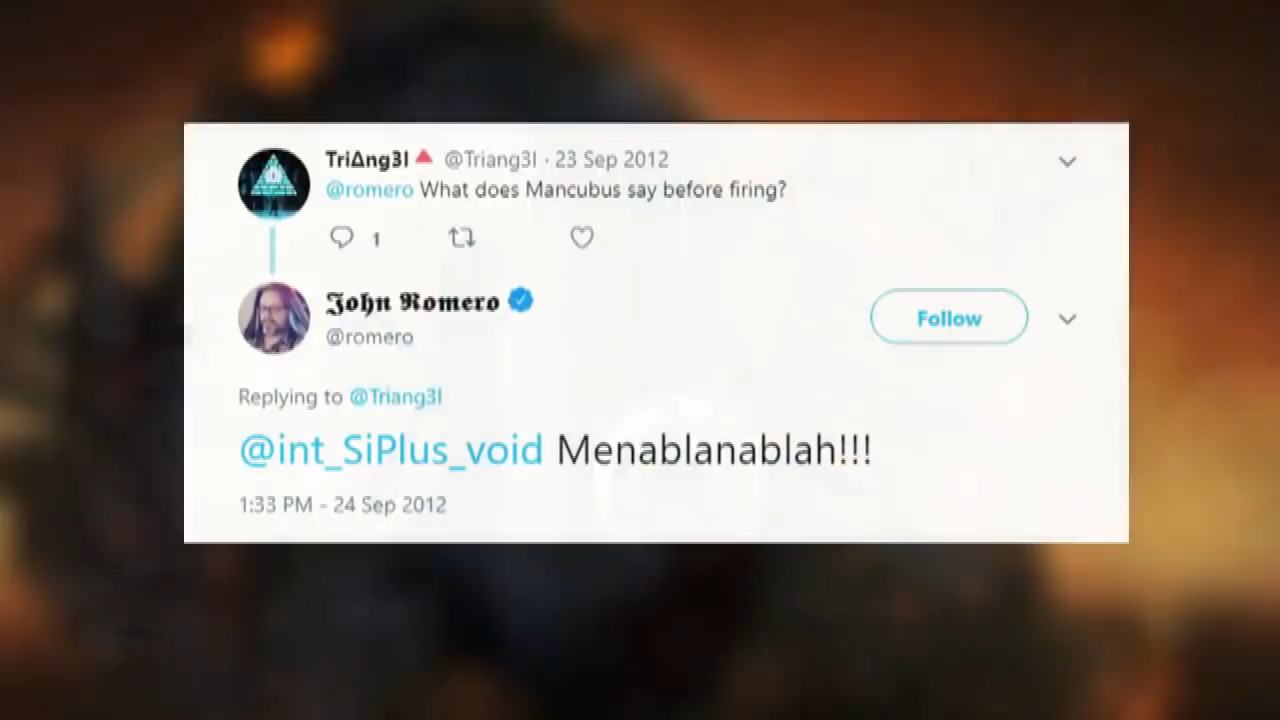 TriΔng3l 🔺 @Triang3l · 23 Sep 2012
@romero What does Mancubus say before firing?
1
John Romero
@romero
Follow
Replying to @Triang3l
@int_SiPlus_void Menablanablah!!!
1:33 PM - 24 Sep 2012